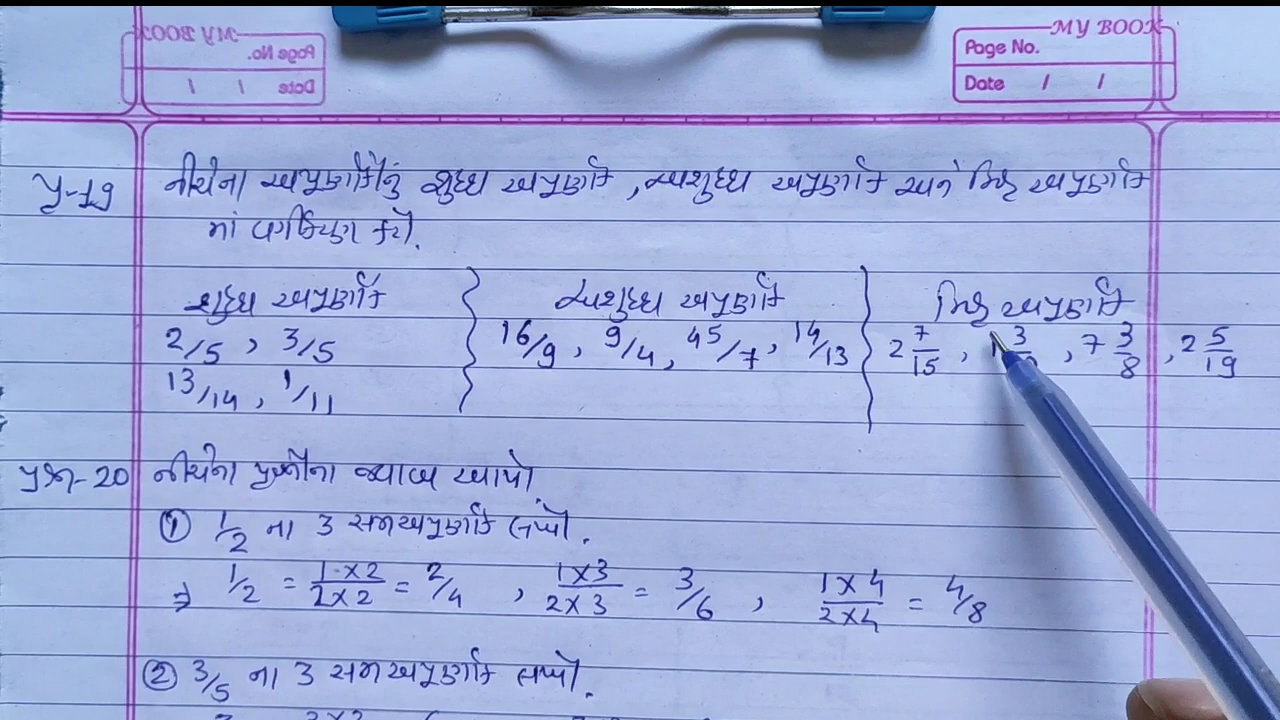 MY BOOK
Page No.
Date / /
પ્ર-19 નીચેના અપૂર્ણાંકોનું શુદ્ધ અપૂર્ણાંક, અશુદ્ધ અપૂર્ણાંક અને મિશ્ર અપૂર્ણાંક
માં વર્ગીકરણ કરો.
શુદ્ધ અપૂર્ણાંક અશુદ્ધ અપૂર્ણાંક મિશ્ર અપૂર્ણાંક
2/5, 3/5 16/9, 9/4, 45/7, 14/13 2 7/15, 3, 7 3/8, 2 5/19
13/14, 1/11
પ્રશ્ન-20 નીચેના પ્રશ્નોના જવાબ આપો.
① 1/2 ના 3 સમઅપૂર્ણાંક લખો.
⇒ 1/2 = 1×2/2×2 = 2/4, 1×3/2×3 = 3/6, 1×4/2×4 = 4/8
② 3/5 ના 3 સમઅપૂર્ણાંક લખો.